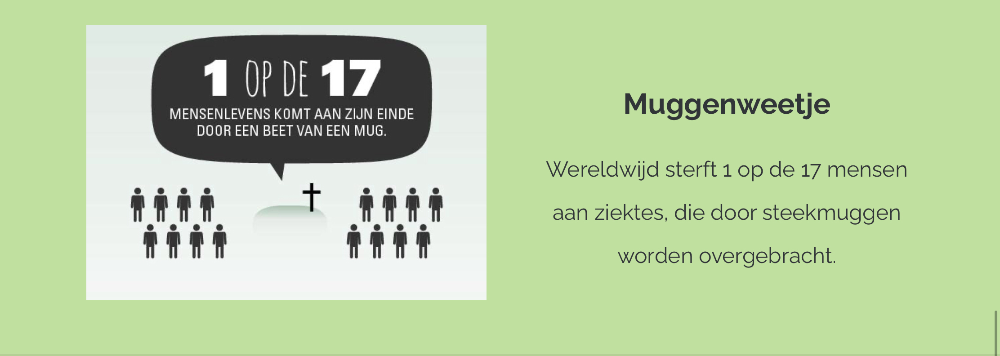 1 OP DE 17
MENSENLEVENS KOMT AAN ZIJN EINDE
DOOR EEN BEET VAN EEN MUG.
Muggenweetje
Wereldwijd sterft 1 op de 17 mensen
aan ziektes, die door steekmuggen
worden overgebracht.